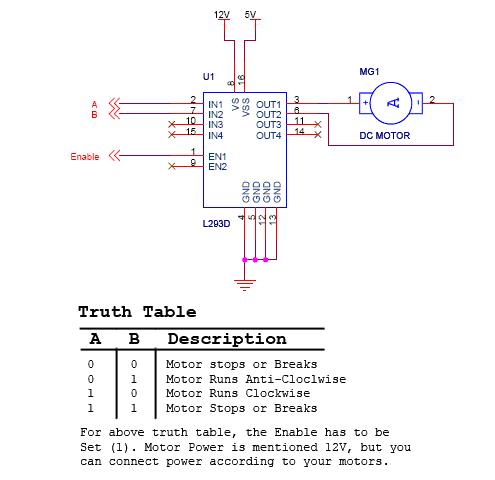 12V 5V
U1
MG1
8 16
VS VSS
A 2 IN1 OUT1 3 1 + A - 2
B 7 IN2 OUT2 6
10 IN3 OUT3 11
15 IN4 OUT4 14
DC MOTOR
Enable 1 EN1
9 EN2
GND GND GND GND
L293D 4 5 12 13
Truth Table
A B Description
0 0 Motor stops or Breaks
0 1 Motor Runs Anti-Cloclwise
1 0 Motor Runs Clockwise
1 1 Motor Stops or Breaks
For above truth table, the Enable has to be
Set (1). Motor Power is mentioned 12V, but you
can connect power according to your motors.